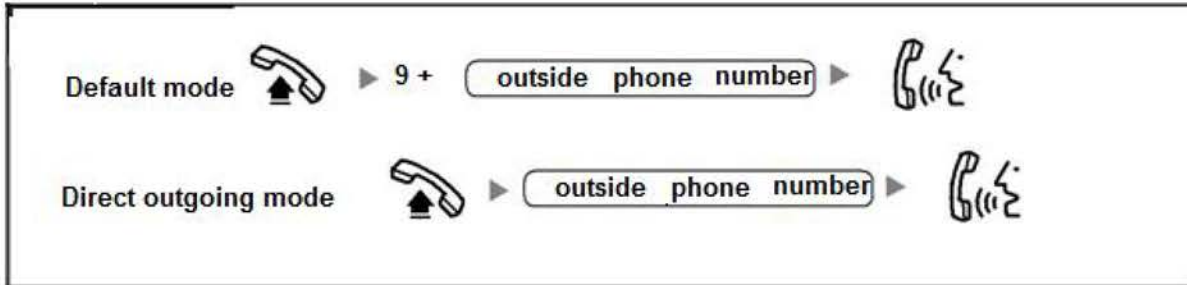 Default mode 9 + outside phone number
Direct outgoing mode outside phone number